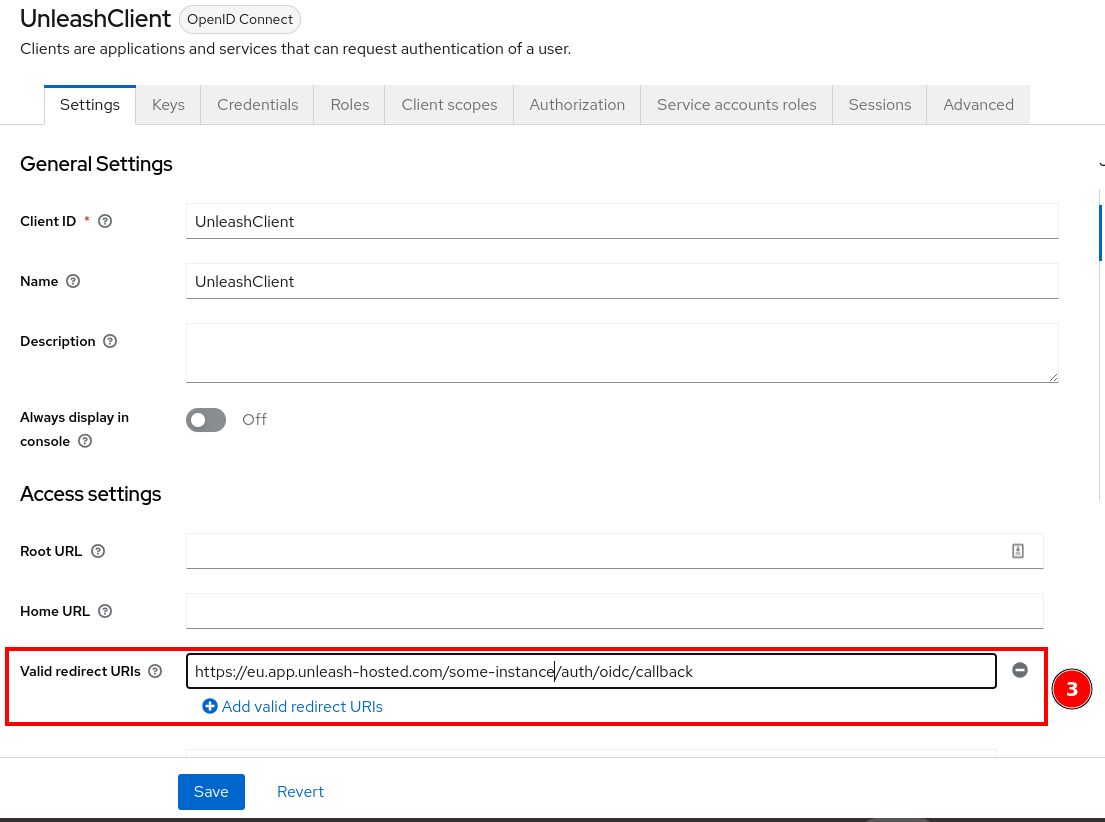 UnleashClient OpenID Connect
Clients are applications and services that can request authentication of a user.
Settings Keys Credentials Roles Client scopes Authorization Service accounts roles Sessions Advanced
General Settings
Client ID * UnleashClient
Name UnleashClient
Description
Always display in
console
Off
Access settings
Root URL
Home URL
Valid redirect URIs https://eu.app.unleash-hosted.com/some-instance/auth/oidc/callback
Add valid redirect URIs
3
Save Revert